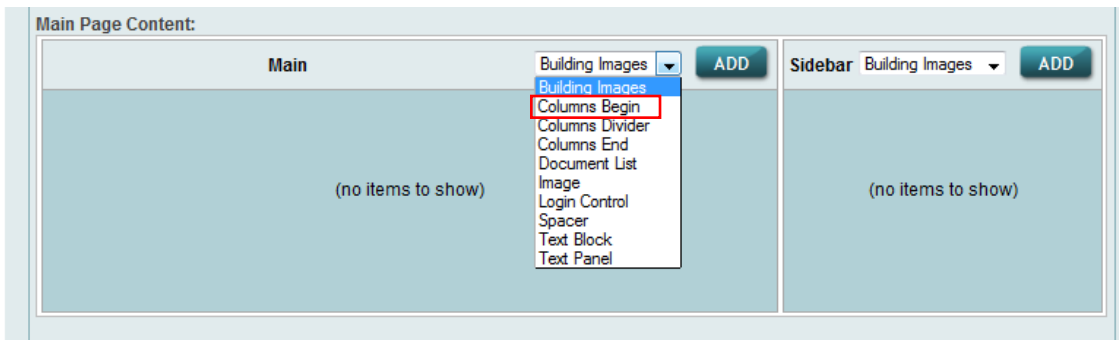 Main Page Content:
Main Building Images ADD Sidebar Building Images ADD
Building Images
Columns Begin
Columns Divider
Columns End
Document List
Image
Login Control
Spacer
Text Block
Text Panel
(no items to show) (no items to show)